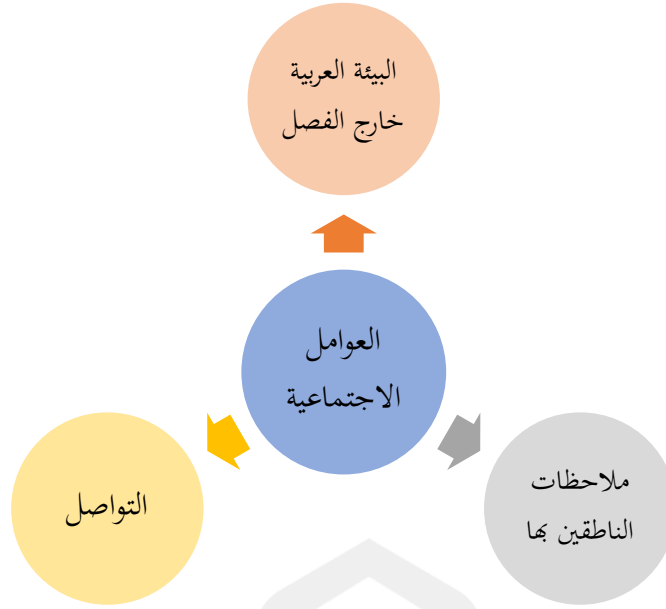 البيئة العربية
خارج الفصل
العوامل
الاجتماعية
ملاحظات
الناطقين بها
التواصل